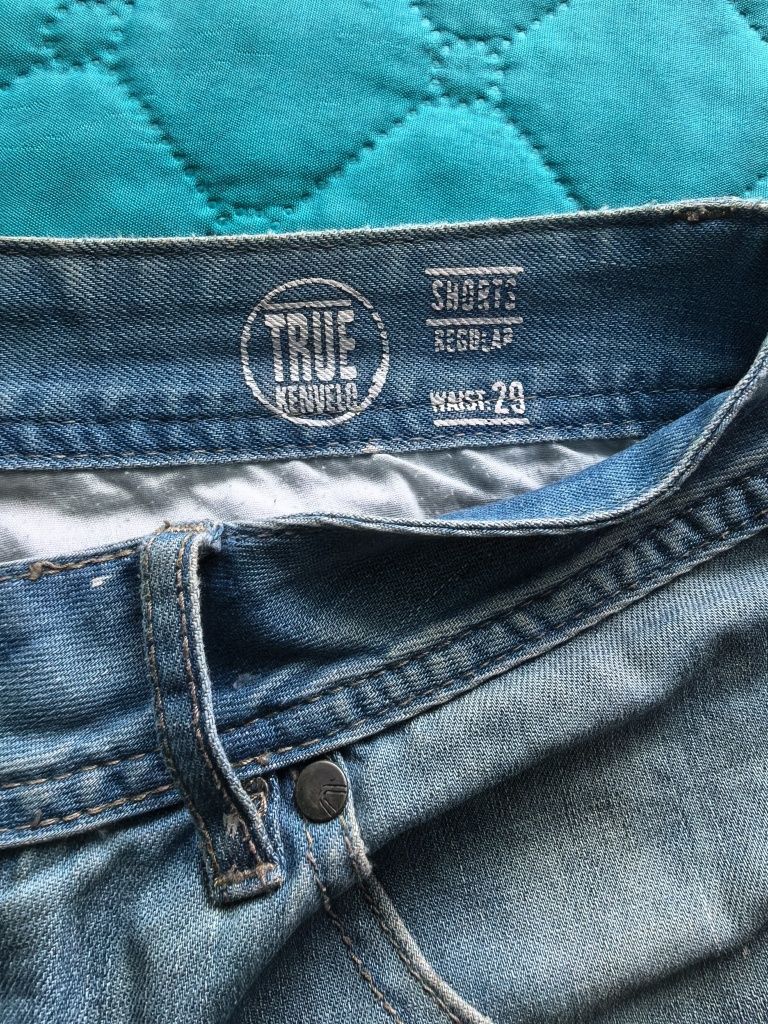 TRUE
KENVELO
SHORTS
REGULAR
WAIST: 29